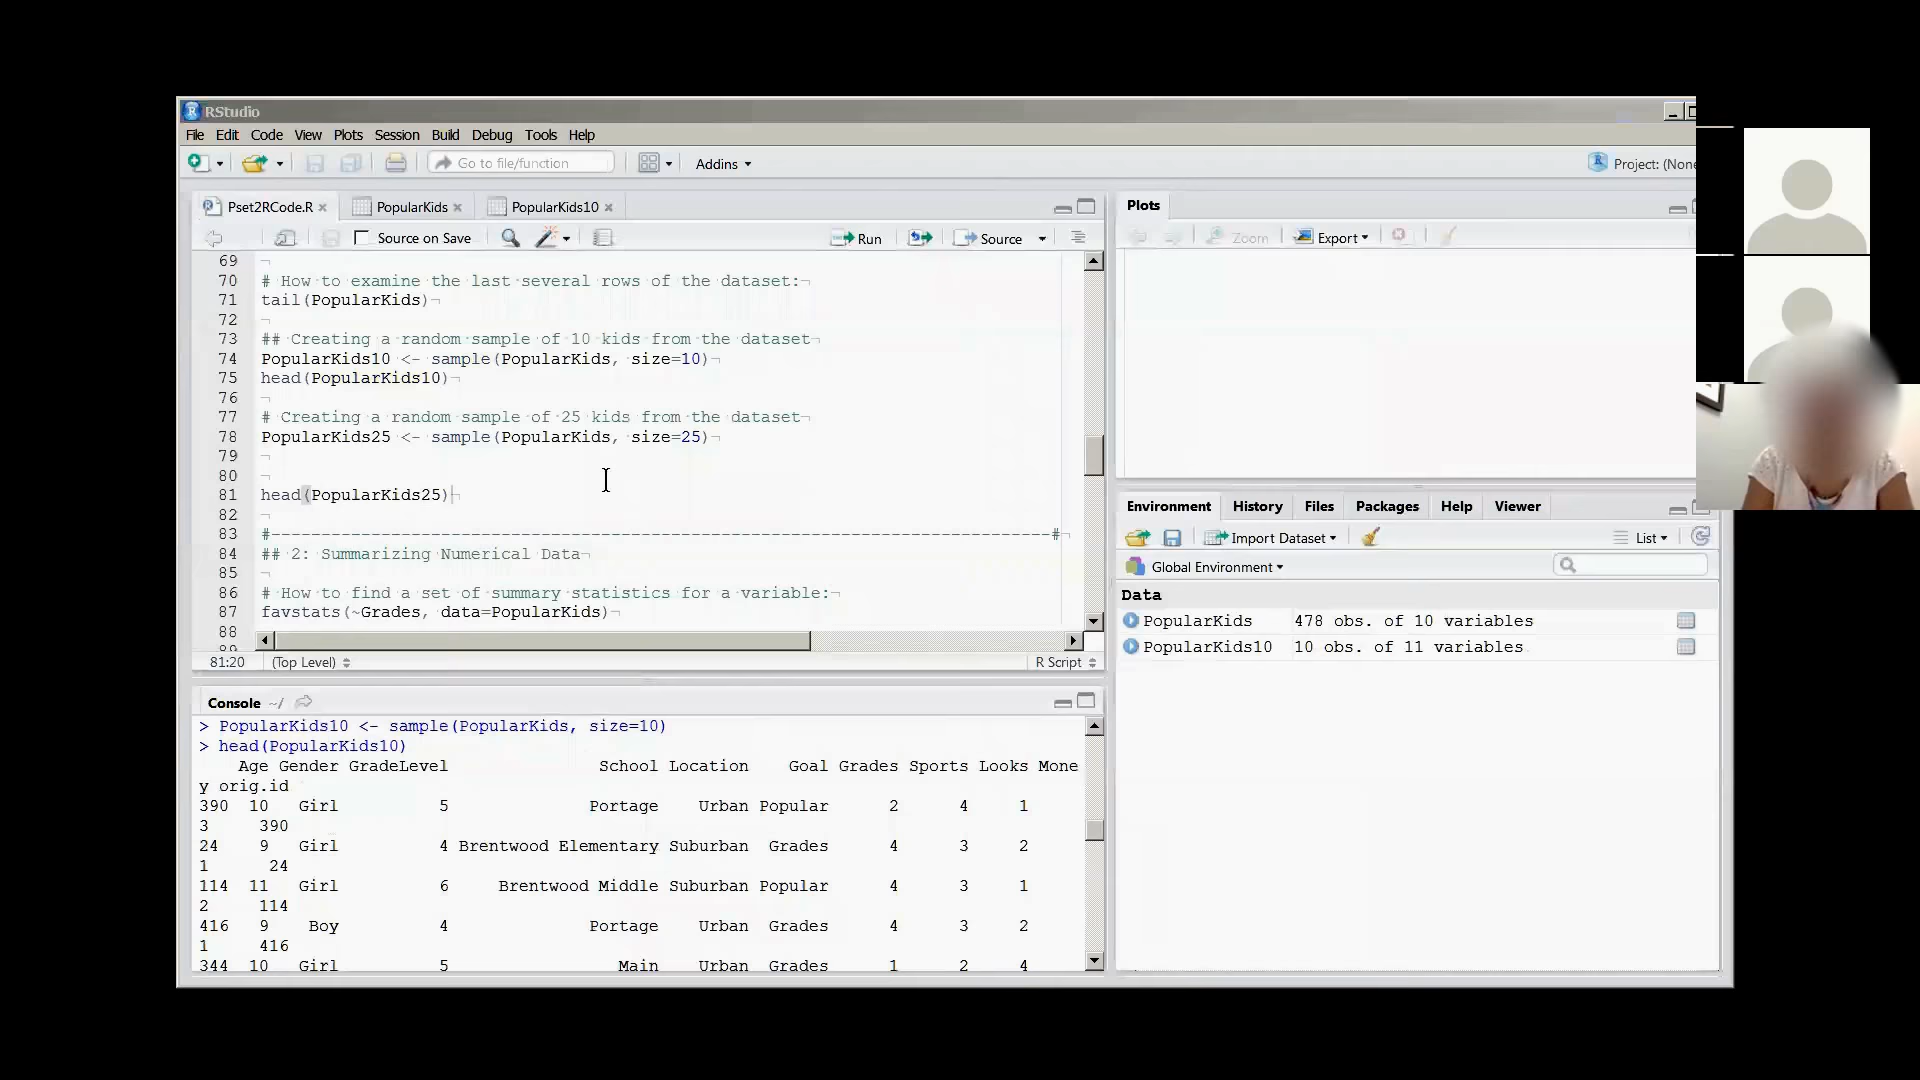 RStudio
File Edit Code View Plots Session Build Debug Tools Help
Go to file/function Addins Project: (None
Pset2RCode.R PopularKids PopularKids10
Source on Save Run Source
69
70 # How to examine the last several rows of the dataset:
71 tail(PopularKids)
72
73 ## Creating a random sample of 10 kids from the dataset
74 PopularKids10 <- sample(PopularKids, size=10)
75 head(PopularKids10)
76
77 # Creating a random sample of 25 kids from the dataset
78 PopularKids25 <- sample(PopularKids, size=25)
79
80
81 head(PopularKids25)
82
83 #------------------------------------------------------------------------------#
84 ## 2: Summarizing Numerical Data
85
86 # How to find a set of summary statistics for a variable:
87 favstats(~Grades, data=PopularKids)
88
89
81:20 (Top Level) R Script
Console ~/
> PopularKids10 <- sample(PopularKids, size=10)
> head(PopularKids10)
Age Gender GradeLevel School Location Goal Grades Sports Looks Mone
y orig.id
390 10 Girl 5 Portage Urban Popular 2 4 1
3 390
24 9 Girl 4 Brentwood Elementary Suburban Grades 4 3 2
1 24
114 11 Girl 6 Brentwood Middle Suburban Popular 4 3 1
2 114
416 9 Boy 4 Portage Urban Grades 4 3 2
1 416
344 10 Girl 5 Main Urban Grades 1 2 4
Plots
Zoom Export
Environment History Files Packages Help Viewer
Import Dataset List
Global Environment
Data
PopularKids 478 obs. of 10 variables
PopularKids10 10 obs. of 11 variables